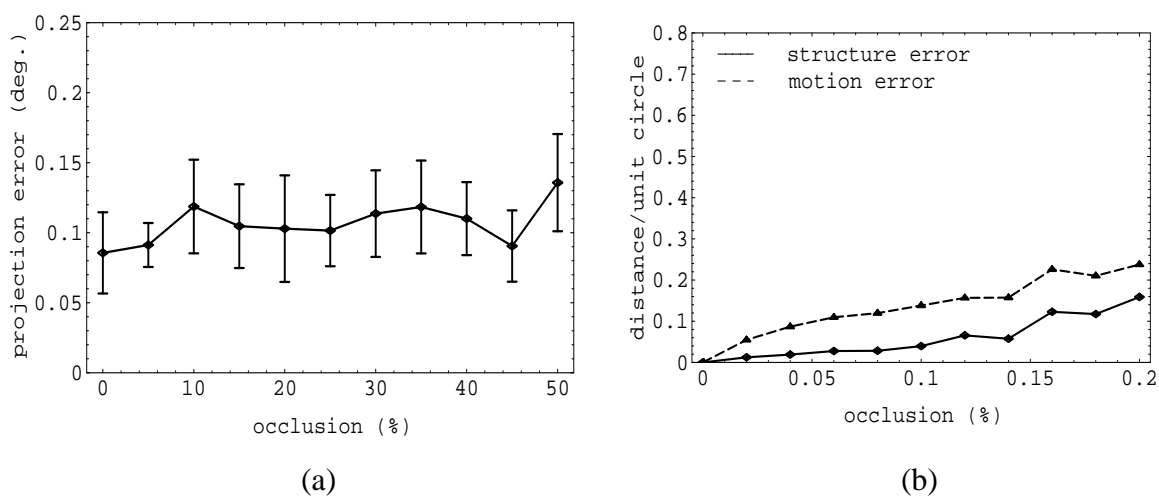 0.25
0.2
0.15
0.1
0.05
0
projection error (deg.)
0 10 20 30 40 50
occlusion (%)
(a)
structure error
motion error
0.8
0.7
0.6
0.5
0.4
0.3
0.2
0.1
0
distance/unit circle
0 0.05 0.1 0.15 0.2
occlusion (%)
(b)